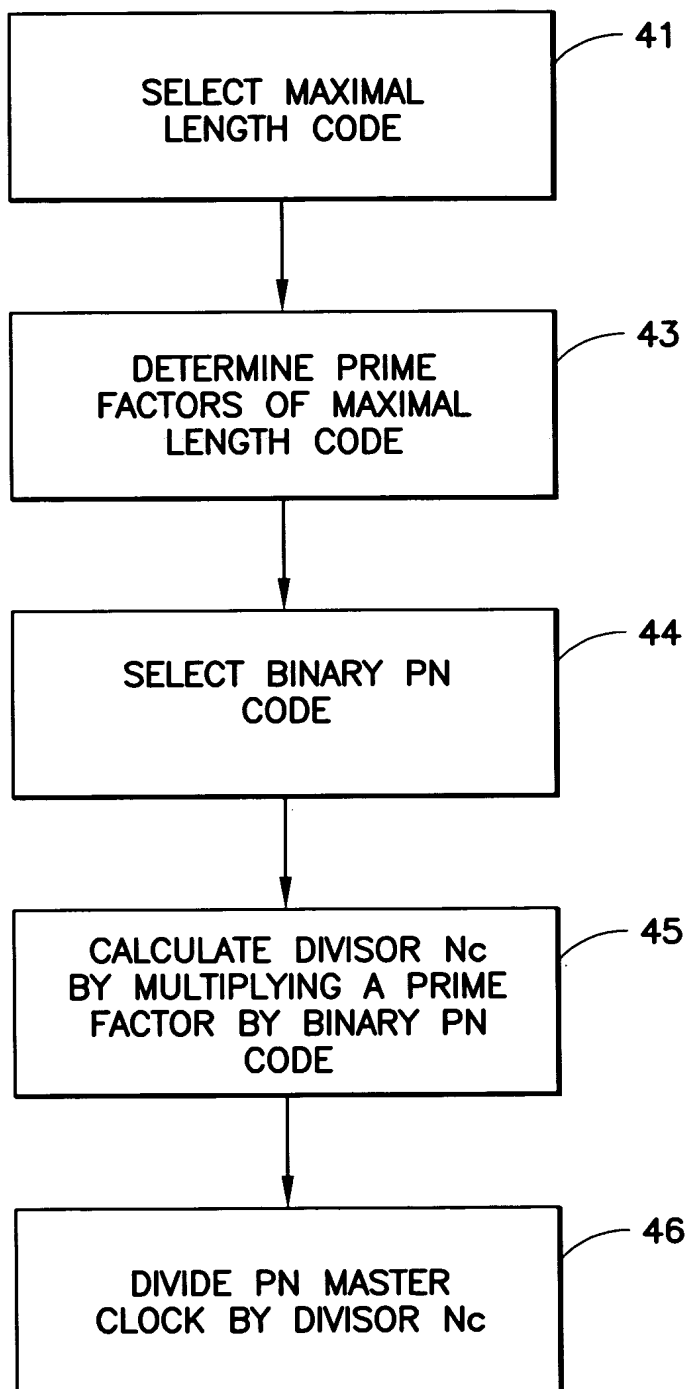 41
SELECT MAXIMAL
LENGTH CODE
43
DETERMINE PRIME
FACTORS OF MAXIMAL
LENGTH CODE
44
SELECT BINARY PN
CODE
45
CALCULATE DIVISOR Nc
BY MULTIPLYING A PRIME
FACTOR BY BINARY PN
CODE
46
DIVIDE PN MASTER
CLOCK BY DIVISOR Nc